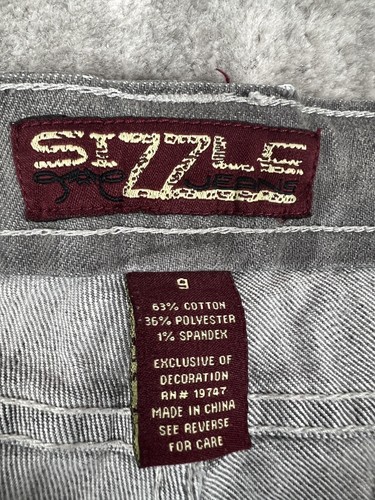 SIZZLE
JEANS
9
63% COTTON
36% POLYESTER
1% SPANDEX
EXCLUSIVE OF
DECORATION
RN# 19747
MADE IN CHINA
SEE REVERSE
FOR CARE